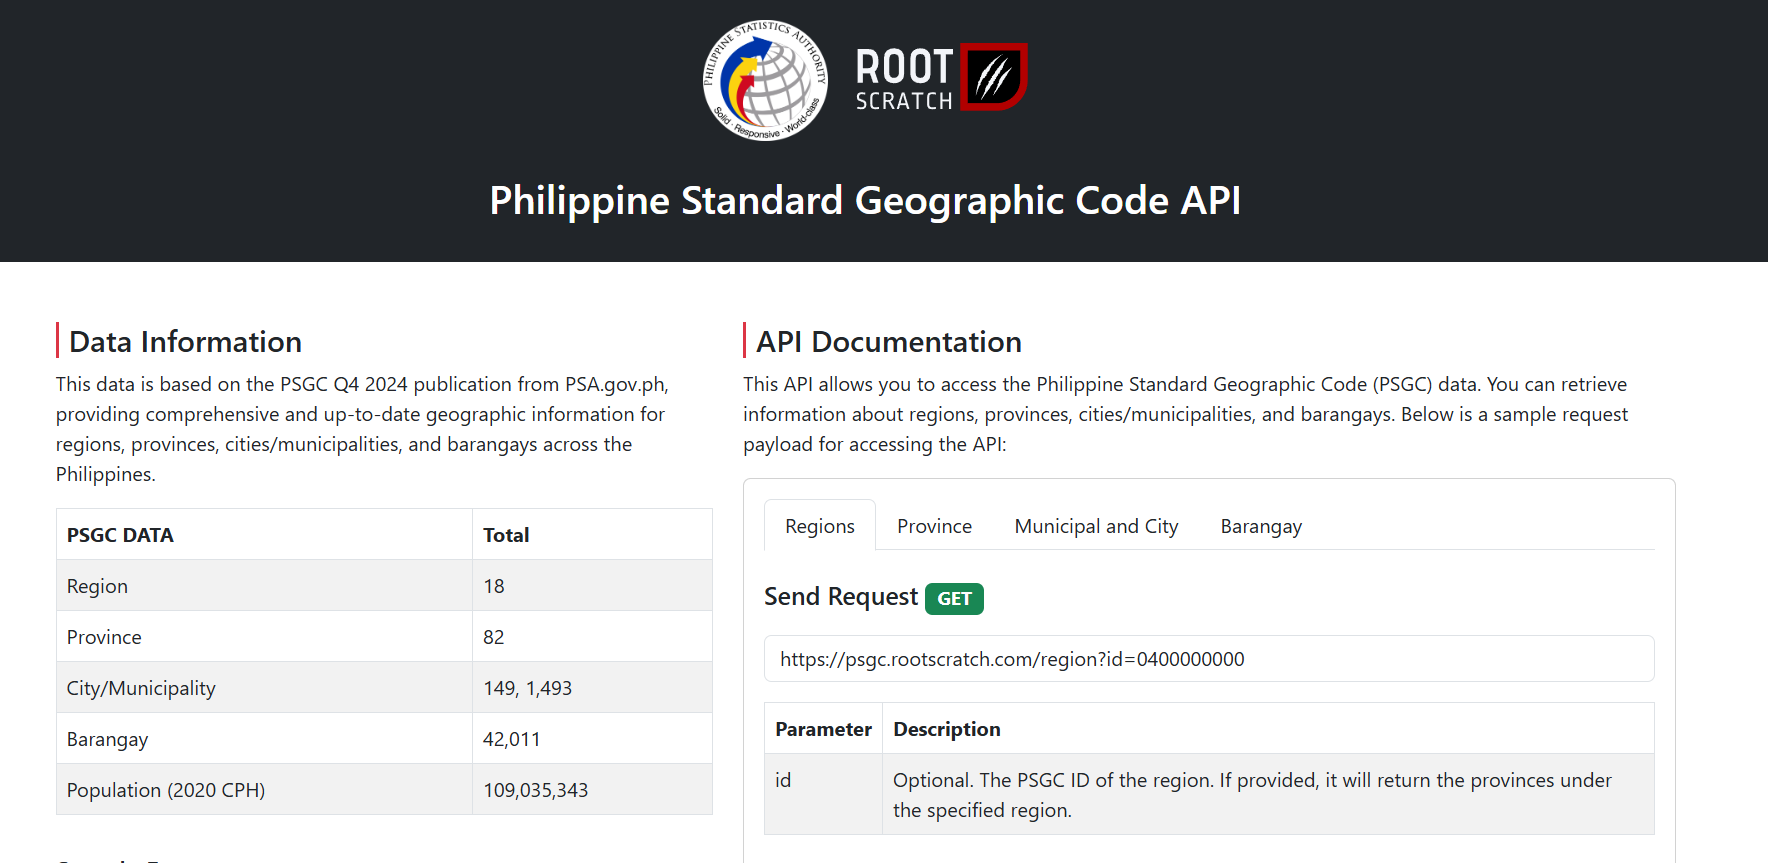 PHILIPPINE STATISTICS AUTHORITY
Solid · Responsive · World-class
ROOT
SCRATCH
Philippine Standard Geographic Code API
Data Information
This data is based on the PSGC Q4 2024 publication from PSA.gov.ph,
providing comprehensive and up-to-date geographic information for
regions, provinces, cities/municipalities, and barangays across the
Philippines.
PSGC DATA Total
Region 18
Province 82
City/Municipality 149, 1,493
Barangay 42,011
Population (2020 CPH) 109,035,343
API Documentation
This API allows you to access the Philippine Standard Geographic Code (PSGC) data. You can retrieve
information about regions, provinces, cities/municipalities, and barangays. Below is a sample request
payload for accessing the API:
Regions Province Municipal and City Barangay
Send Request GET
https://psgc.rootscratch.com/region?id=0400000000
Parameter Description
id Optional. The PSGC ID of the region. If provided, it will return the provinces under
the specified region.